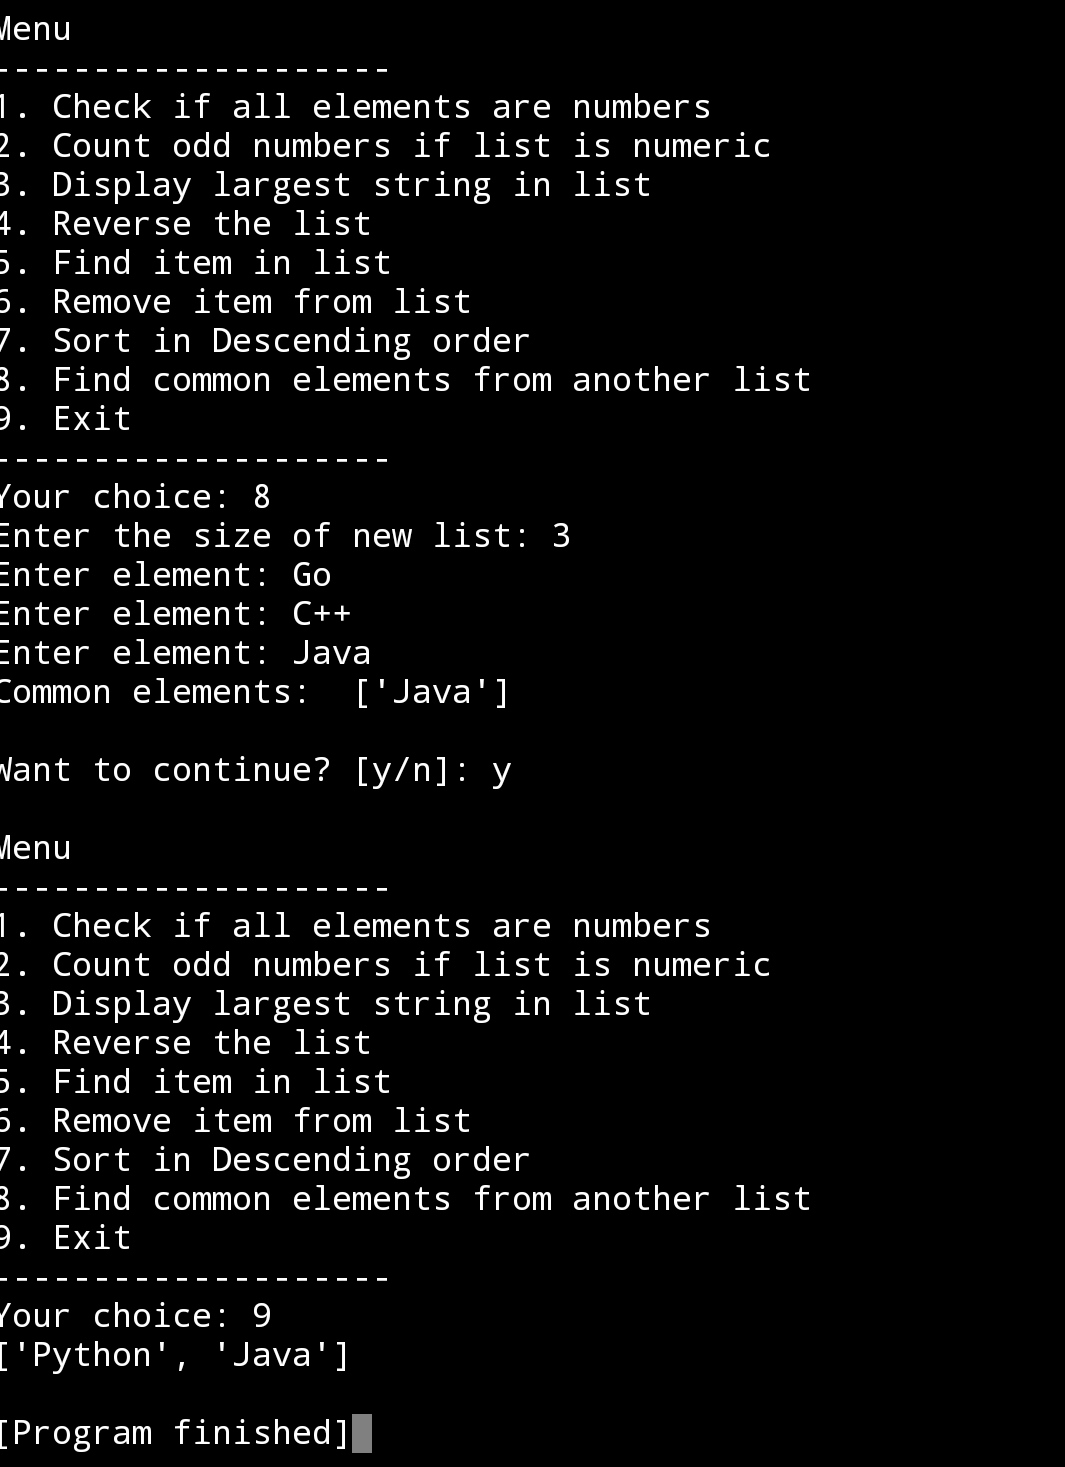 Menu
--------------------
1. Check if all elements are numbers
2. Count odd numbers if list is numeric
3. Display largest string in list
4. Reverse the list
5. Find item in list
6. Remove item from list
7. Sort in Descending order
8. Find common elements from another list
9. Exit
--------------------
Your choice: 8
Enter the size of new list: 3
Enter element: Go
Enter element: C++
Enter element: Java
Common elements:  ['Java']
Want to continue? [y/n]: y
Menu
--------------------
1. Check if all elements are numbers
2. Count odd numbers if list is numeric
3. Display largest string in list
4. Reverse the list
5. Find item in list
6. Remove item from list
7. Sort in Descending order
8. Find common elements from another list
9. Exit
--------------------
Your choice: 9
['Python', 'Java']
[Program finished]